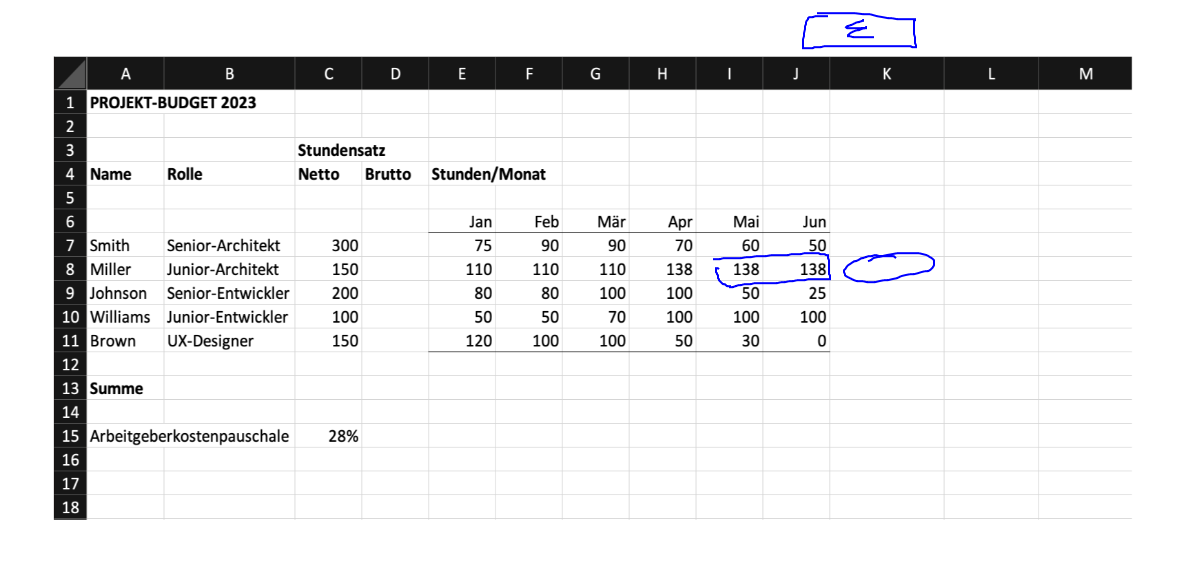 Σ
A B C D E F G H I J K L M
1 PROJEKT-BUDGET 2023
2
3 Stundensatz
4 Name Rolle Netto Brutto Stunden/Monat
5
6 Jan Feb Mär Apr Mai Jun
7 Smith Senior-Architekt 300 75 90 90 70 60 50
8 Miller Junior-Architekt 150 110 110 110 138 138 138
9 Johnson Senior-Entwickler 200 80 80 100 100 50 25
10 Williams Junior-Entwickler 100 50 50 70 100 100 100
11 Brown UX-Designer 150 120 100 100 50 30 0
12
13 Summe
14
15 Arbeitgeberkostenpauschale 28%
16
17
18